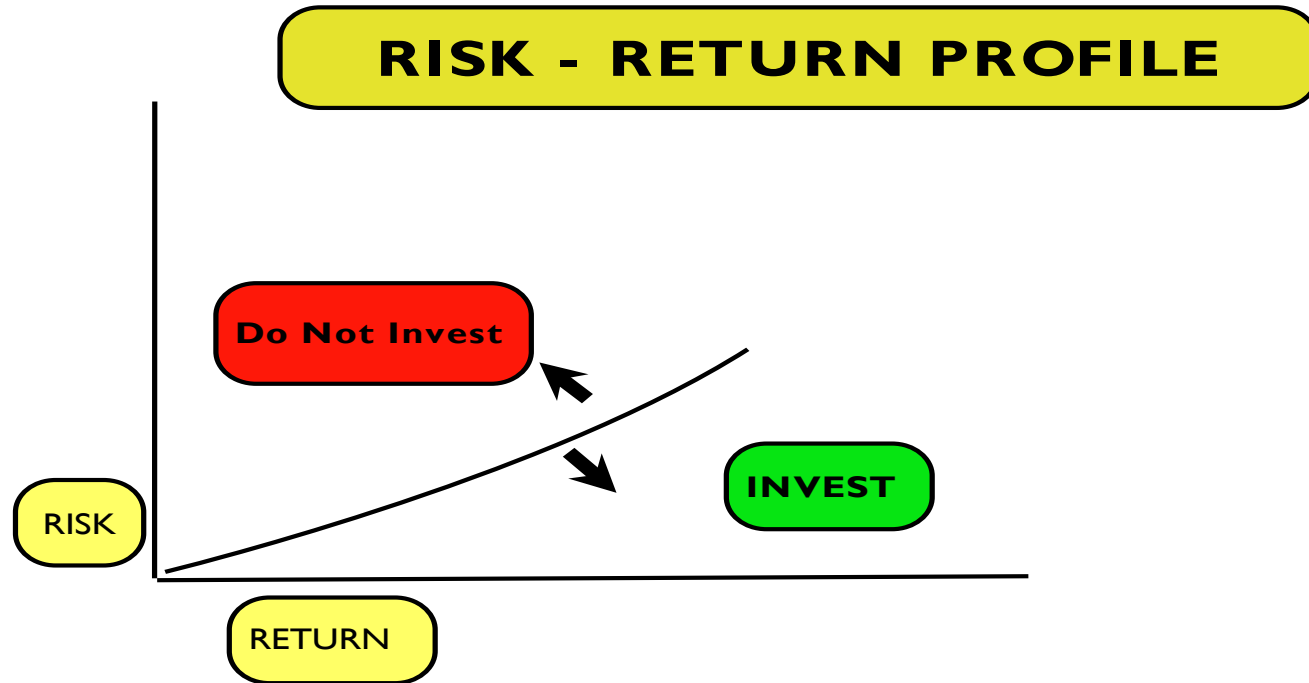 RISK - RETURN PROFILE
Do Not Invest
INVEST
RISK
RETURN